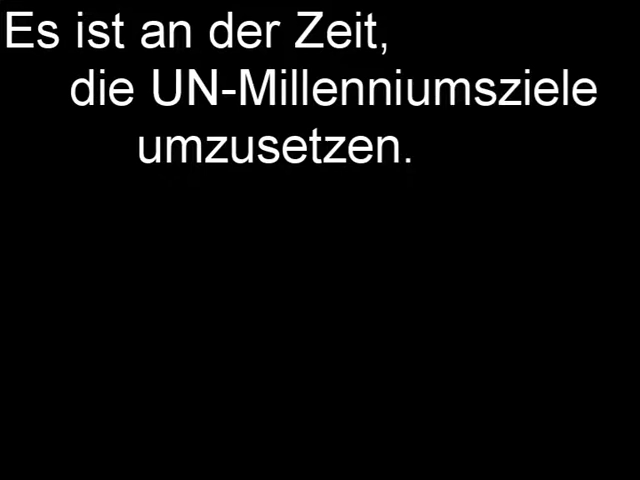 Es ist an der Zeit,
die UN-Millenniumsziele
umzusetzen.